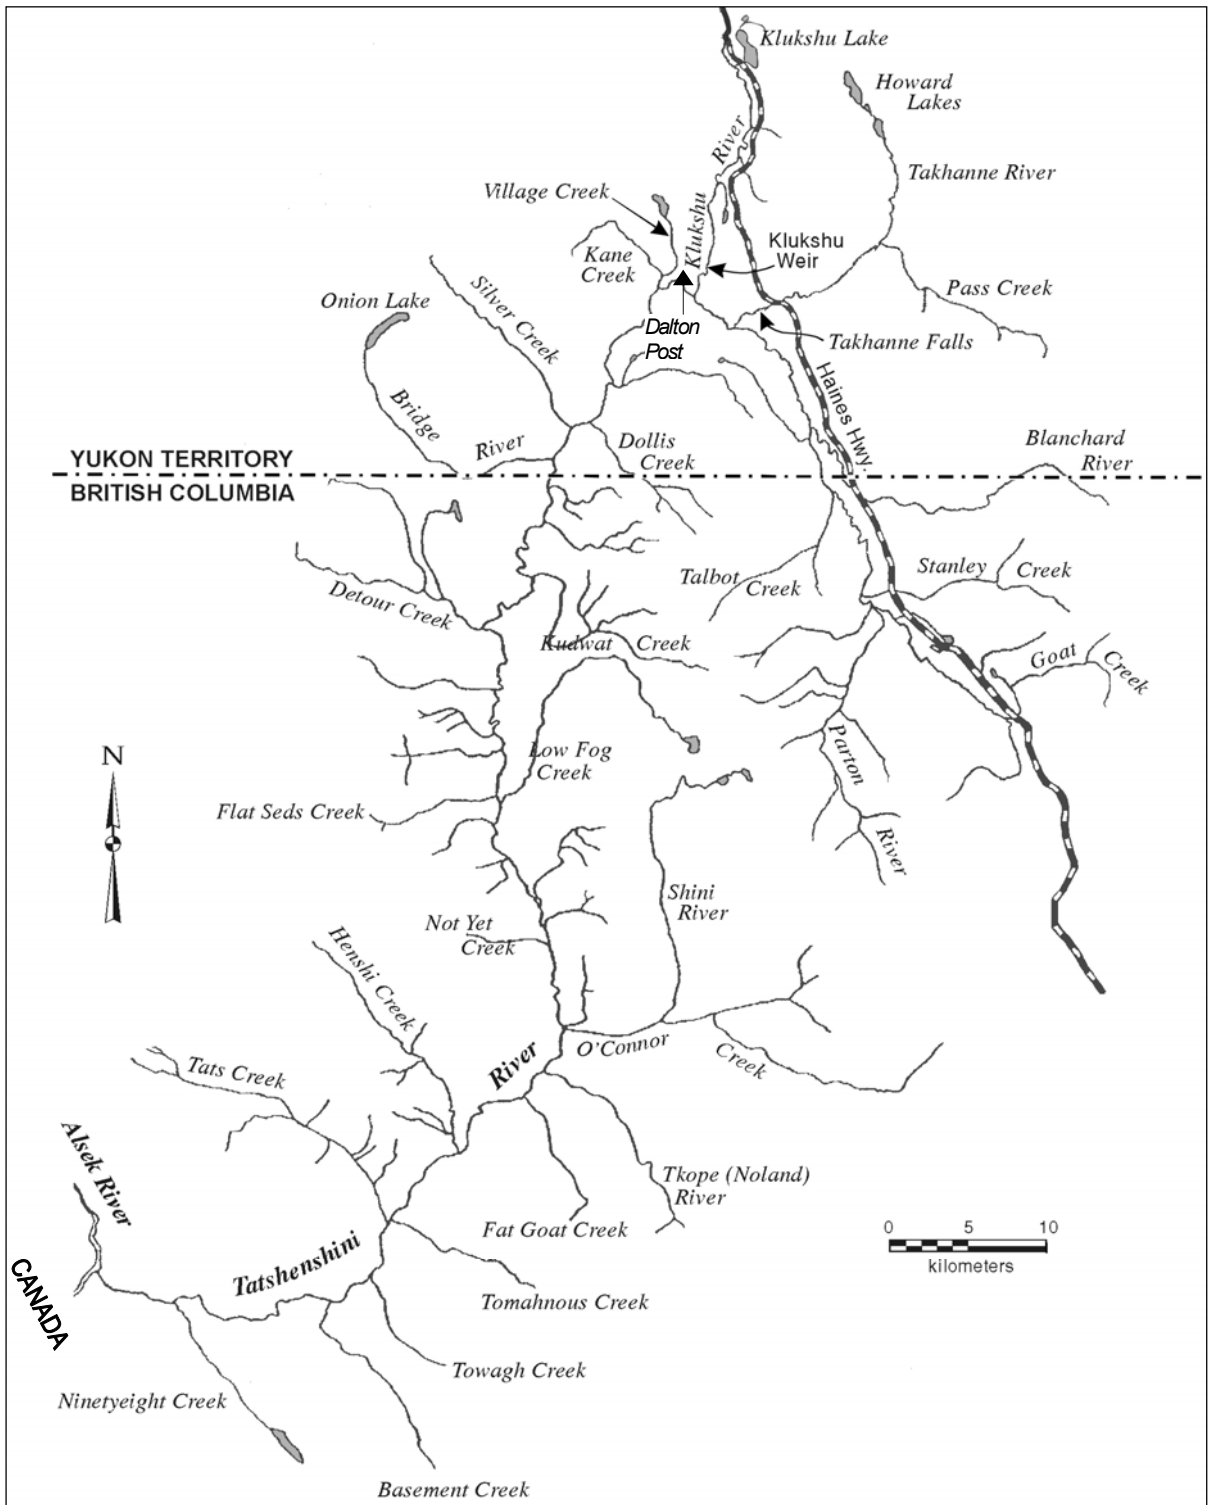 Klukshu Lake
Howard
Lakes
River
Takhanne River
Village Creek
Klukshu
Klukshu
Weir
Kane
Creek
Silver Creek
Pass Creek
Onion Lake
Dalton
Post
Takhanne Falls
Haines Hwy.
Bridge
River
Dollis
Creek
Blanchard
River
YUKON TERRITORY
BRITISH COLUMBIA
Stanley
Creek
Talbot
Creek
Detour Creek
Kudwat Creek
Goat
Creek
N
Low Fog
Creek
Parton
River
Flat Seds Creek
Shini
River
Not Yet
Creek
Henshi Creek
River
O'Connor
Creek
Tats Creek
Alsek River
Tkope (Noland)
River
Fat Goat Creek
0 5 10
kilometers
Tatshenshini
CANADA
Tomahnous Creek
Towagh Creek
Ninetyeight Creek
Basement Creek